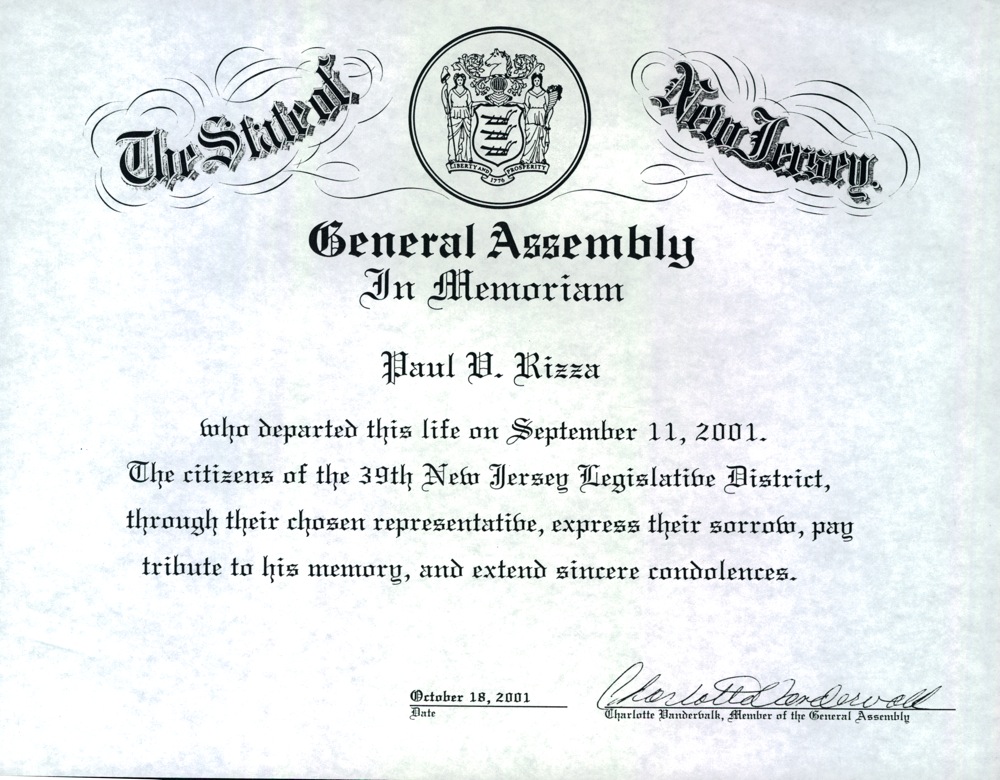 The State of
New Jersey.
LIBERTY AND PROSPERITY
1776
General Assembly
In Memoriam
Paul V. Rizza
who departed this life on September 11, 2001.
The citizens of the 39th New Jersey Legislative District,
through their chosen representative, express their sorrow, pay
tribute to his memory, and extend sincere condolences.
October 18, 2001
Date
Charlotte Vandervalk
Charlotte Vandervalk, Member of the General Assembly